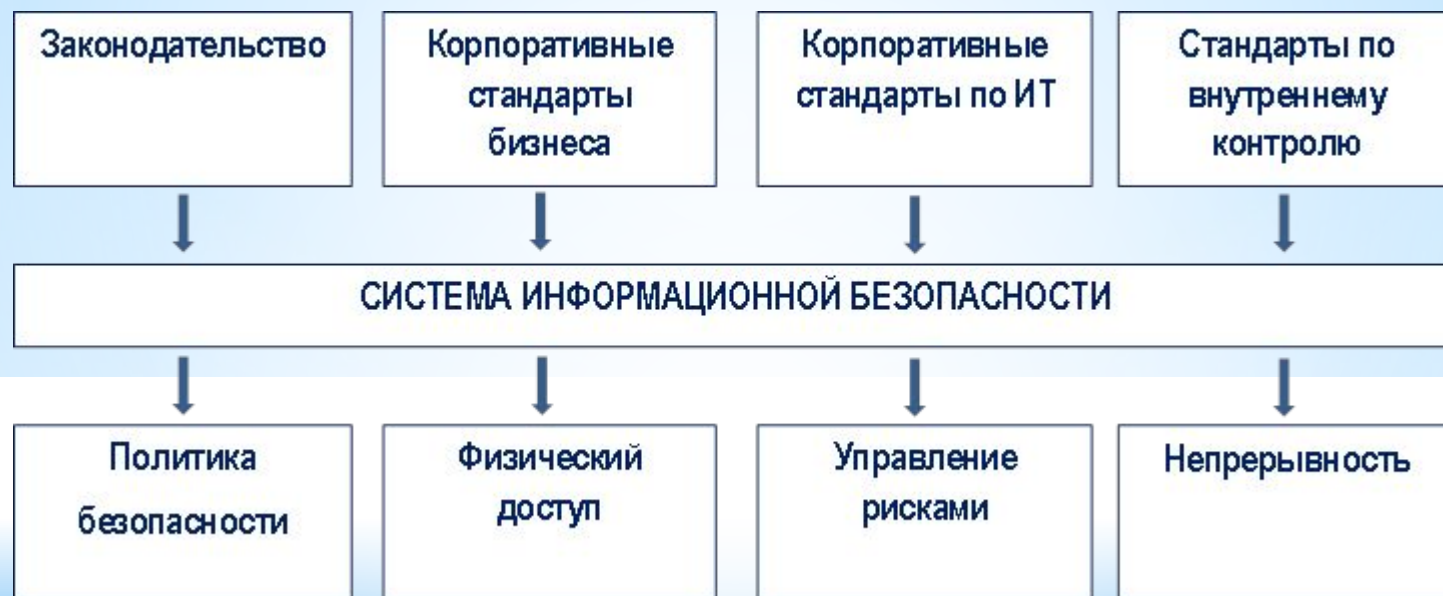 Законодательство
Корпоративные
стандарты
бизнеса
Корпоративные
стандарты по ИТ
Стандарты по
внутреннему
контролю
СИСТЕМА ИНФОРМАЦИОННОЙ БЕЗОПАСНОСТИ
Политика
безопасности
Физический
доступ
Управление
рисками
Непрерывность